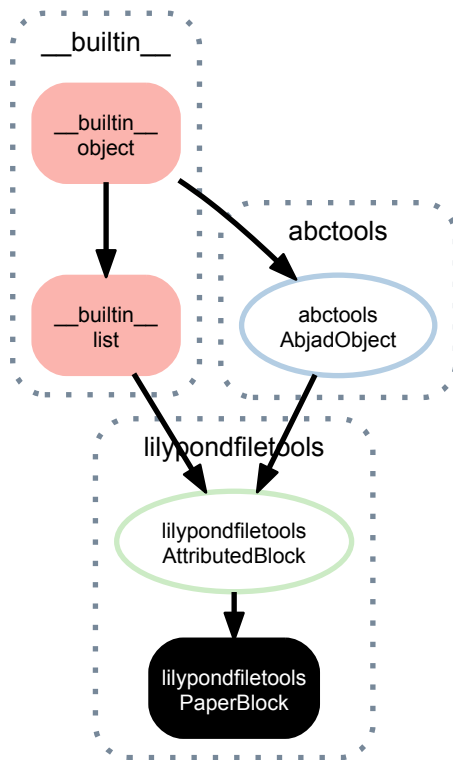 __builtin__
__builtin__
object
abctools
__builtin__
list
abctools
AbjadObject
lilypondfiletools
lilypondfiletools
AttributedBlock
lilypondfiletools
PaperBlock